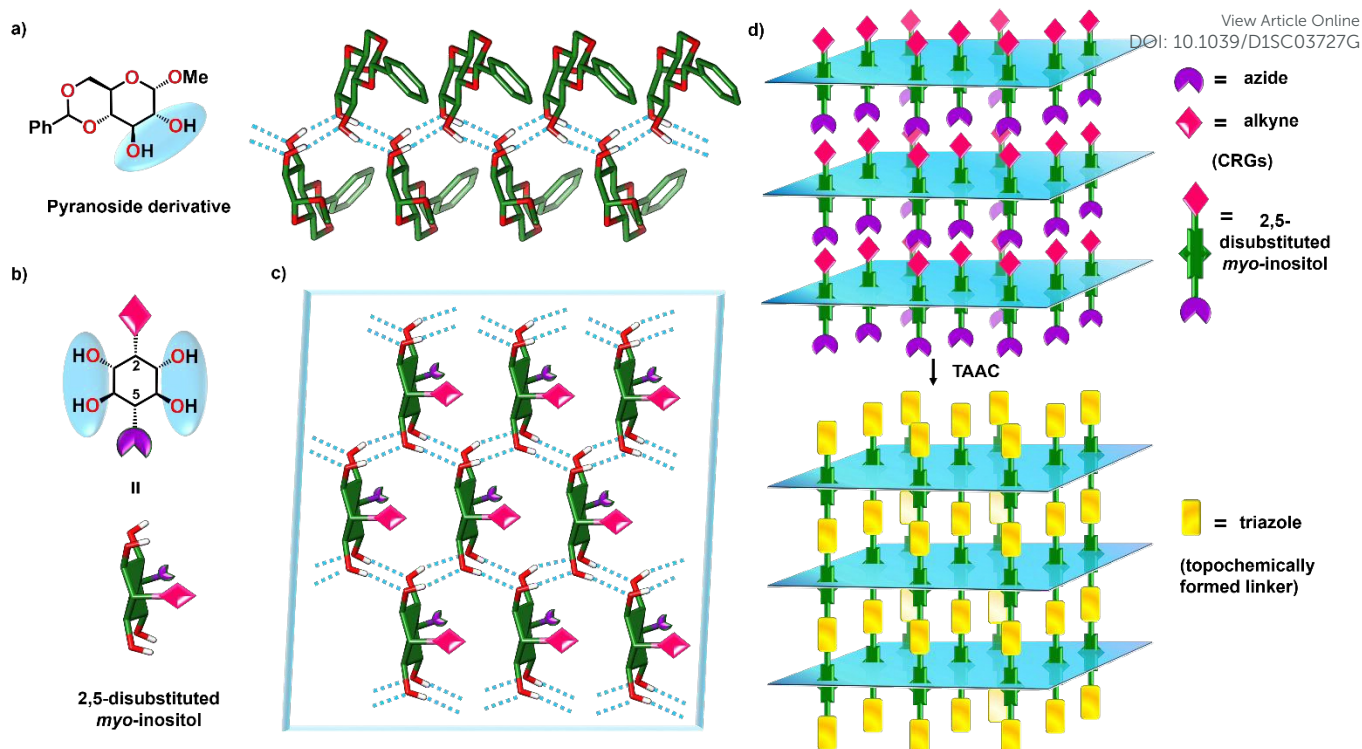 View Article Online
DOI: 10.1039/D1SC03727G
a)
O
O
OMe
Ph
O
OH
OH
Pyranoside derivative
b)
HO
2
OH
HO
5
OH
=
2,5-disubstituted
myo-inositol
c)
d)
= azide
= alkyne
(CRGs)
= 2,5-
disubstituted
myo-inositol
TAAC
= triazole
(topochemically
formed linker)